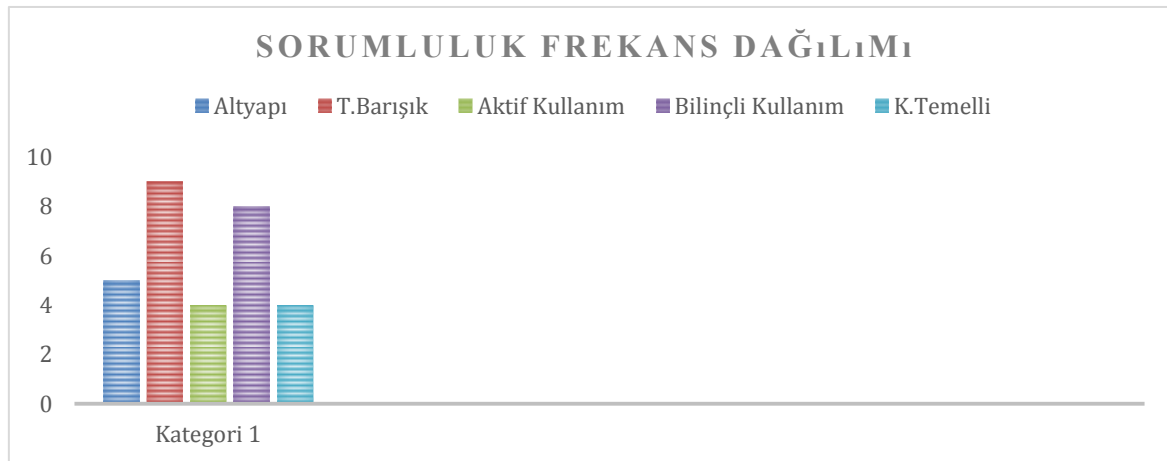 SORUMLULUK FREKANS DAĞıLıMı
Altyapı T.Barışık Aktif Kullanım Bilinçli Kullanım K.Temelli
10
8
6
4
2
0
Kategori 1